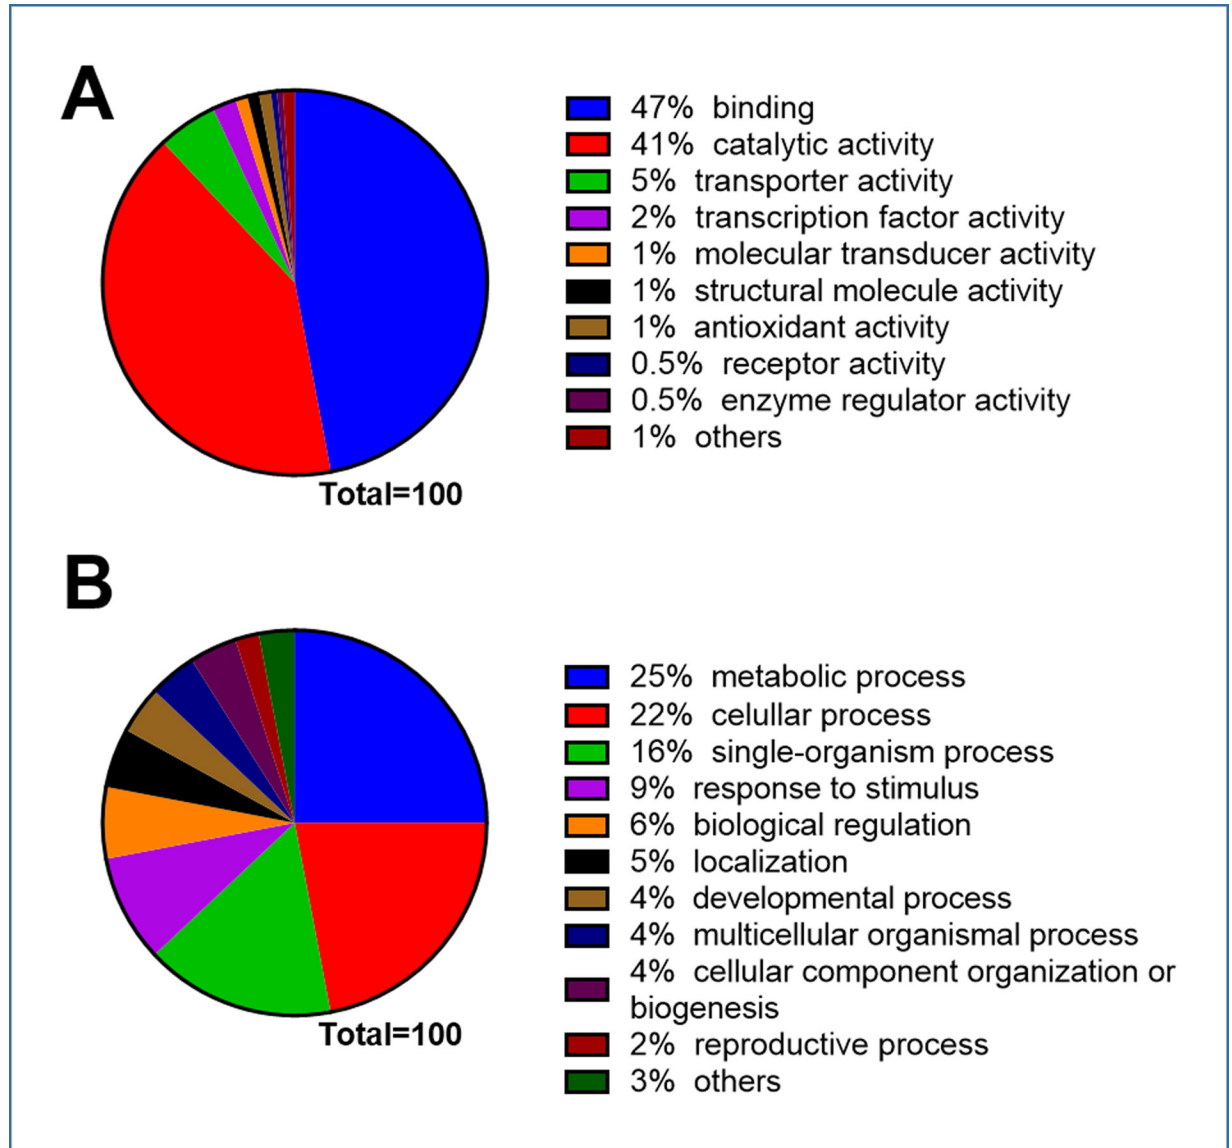 A
47% binding
41% catalytic activity
5% transporter activity
2% transcription factor activity
1% molecular transducer activity
1% structural molecule activity
1% antioxidant activity
0.5% receptor activity
0.5% enzyme regulator activity
1% others
Total=100
B
25% metabolic process
22% celullar process
16% single-organism process
9% response to stimulus
6% biological regulation
5% localization
4% developmental process
4% multicellular organismal process
4% cellular component organization or
biogenesis
2% reproductive process
3% others
Total=100